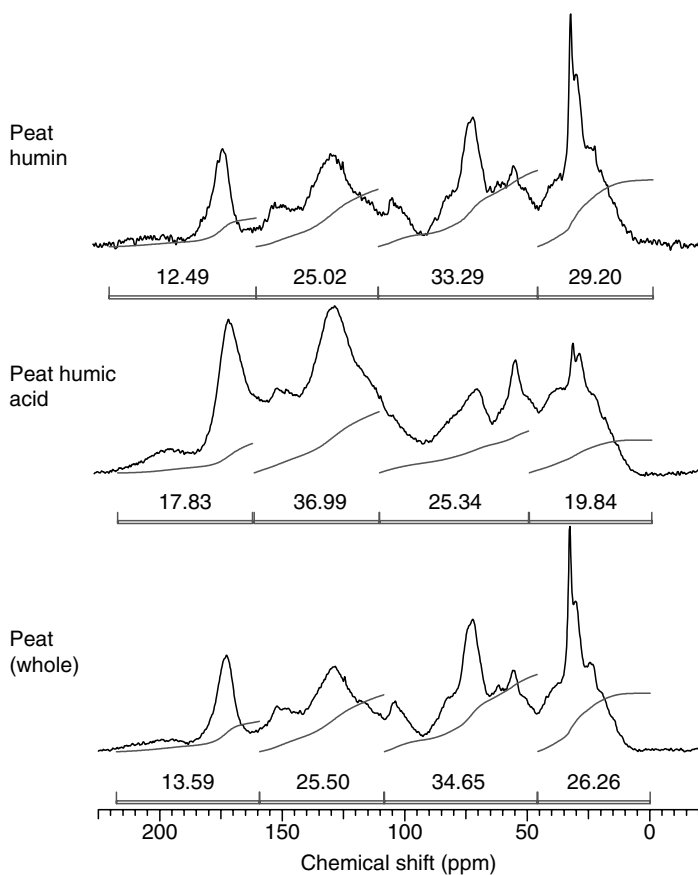 Peat
humin
12.49 25.02 33.29 29.20
Peat humic
acid
17.83 36.99 25.34 19.84
Peat
(whole)
13.59 25.50 34.65 26.26
200 150 100 50 0
Chemical shift (ppm)